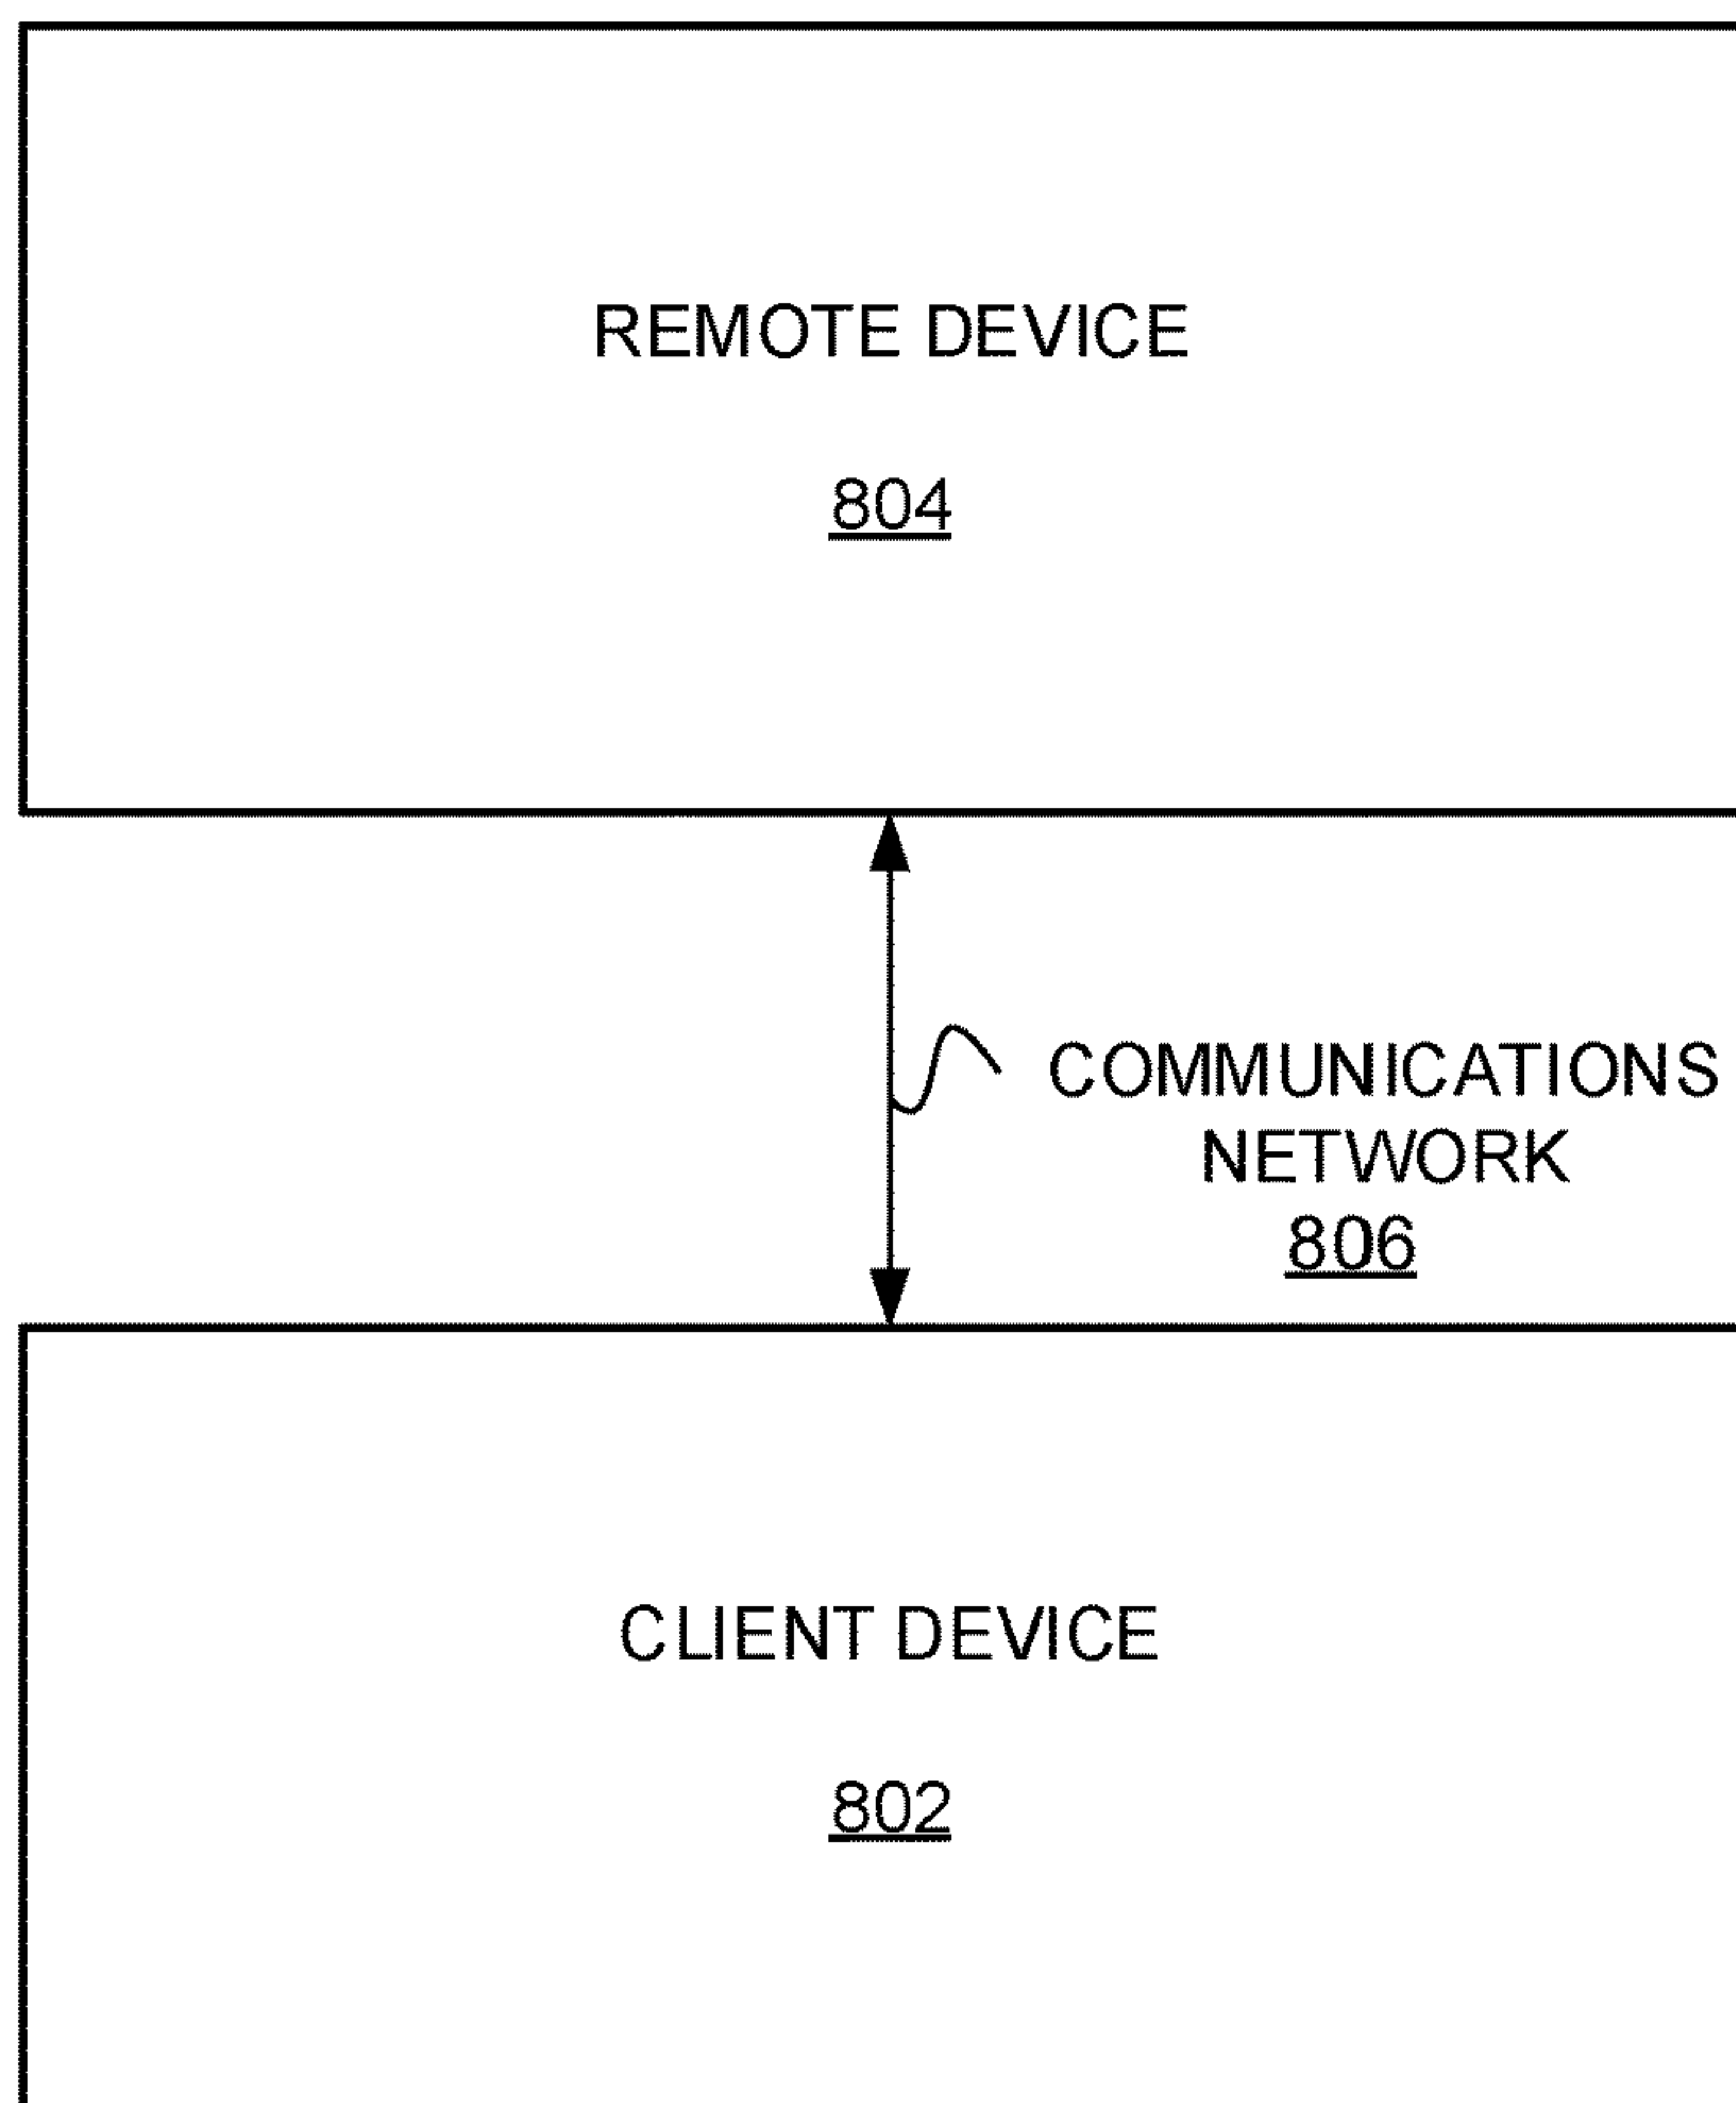 REMOTE DEVICE
804
COMMUNICATIONS
NETWORK
806
CLIENT DEVICE
802